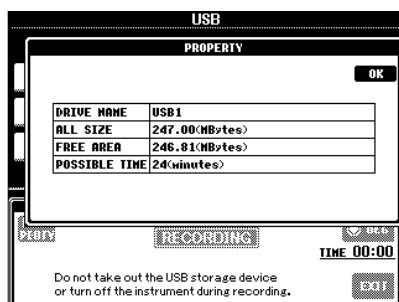 USB
PROPERTY
OK
DRIVE NAME USB1
ALL SIZE 247.00(MBytes)
FREE AREA 246.81(MBytes)
POSSIBLE TIME 24(minutes)
PERTY
RECORDING
REC
TIME 00:00
Do not take out the USB storage device
or turn off the instrument during recording.
EXIT